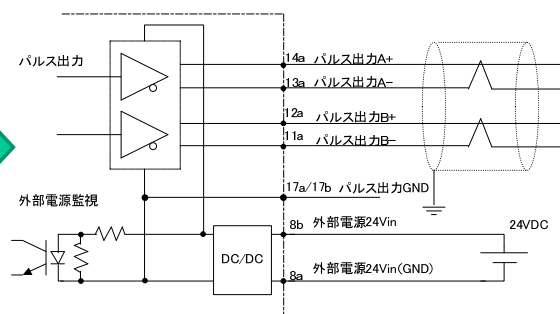 パルス出力
14a パルス出力A+
13a パルス出力A-
12a パルス出力B+
11a パルス出力B-
17a/17b パルス出力GND
外部電源監視
8b 外部電源24Vin
24VDC
DC/DC
8a 外部電源24Vin(GND)